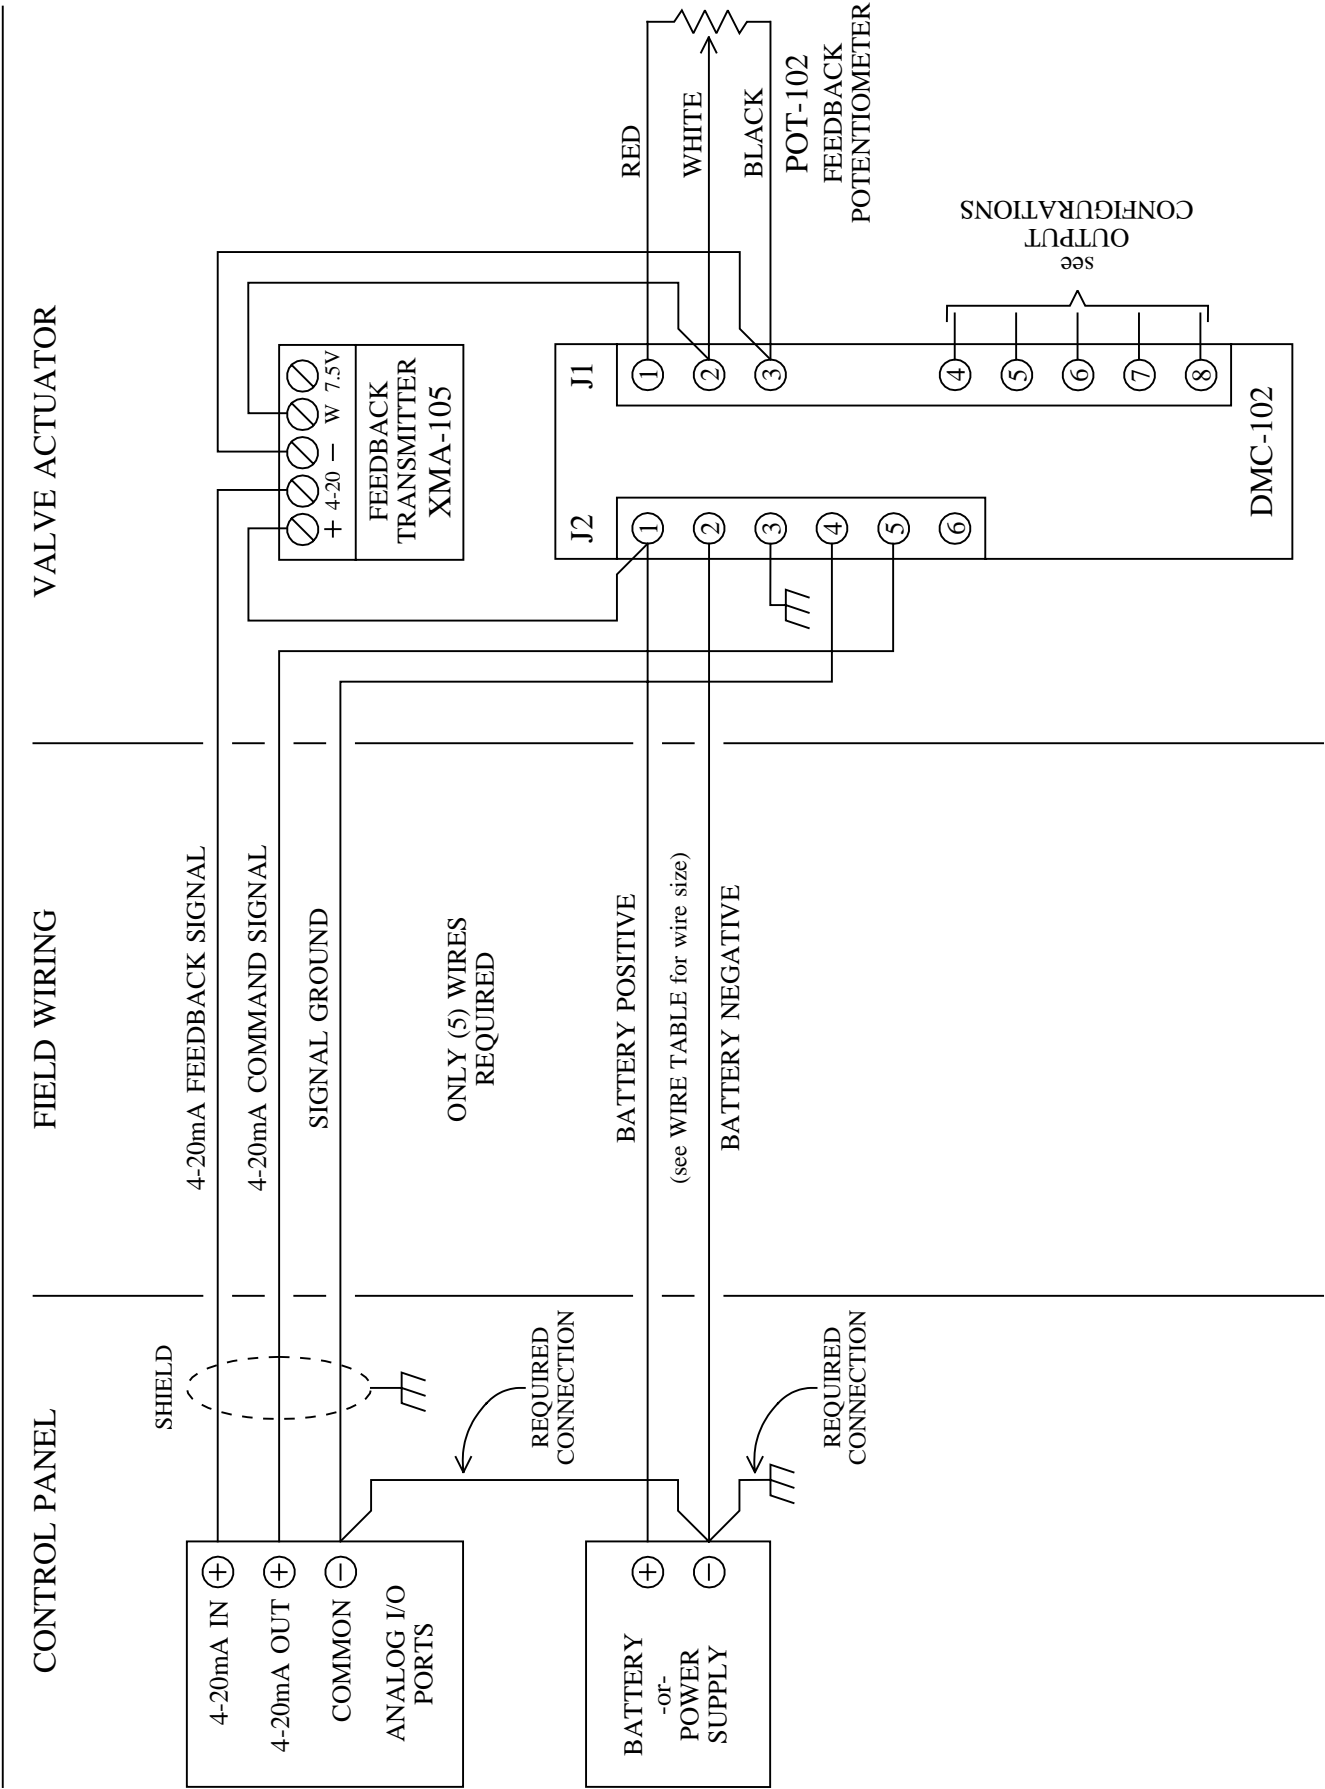 CONTROL PANEL
FIELD WIRING
VALVE ACTUATOR
4-20mA IN +
4-20mA OUT +
COMMON −
ANALOG I/O
PORTS
SHIELD
REQUIRED
CONNECTION
BATTERY
-or-
POWER
SUPPLY
+
−
REQUIRED
CONNECTION
4-20mA FEEDBACK SIGNAL
4-20mA COMMAND SIGNAL
SIGNAL GROUND
ONLY (5) WIRES
REQUIRED
BATTERY POSITIVE
(see WIRE TABLE for wire size)
BATTERY NEGATIVE
+ 4-20 − W 7.5V
FEEDBACK
TRANSMITTER
XMA-105
J2
1
2
3
4
5
6
J1
1
2
3
4
5
6
7
8
DMC-102
RED
WHITE
BLACK
POT-102
FEEDBACK
POTENTIOMETER
see
OUTPUT
CONFIGURATIONS